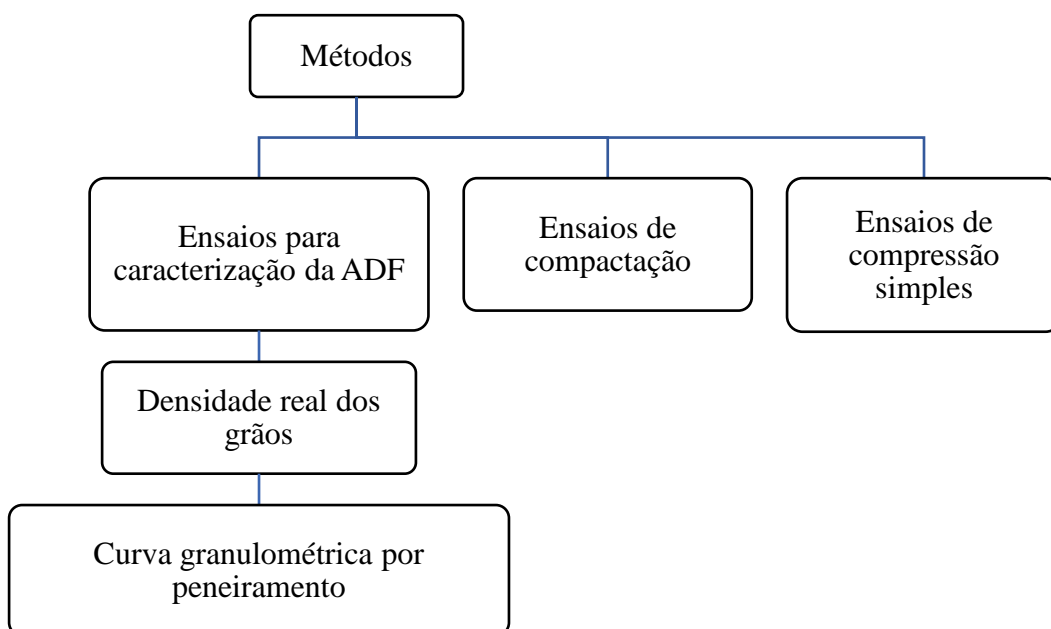 Métodos
Ensaios para
caracterização da ADF
Ensaios de
compactação
Ensaios de
compressão
simples
Densidade real dos
grãos
Curva granulométrica por
peneiramento